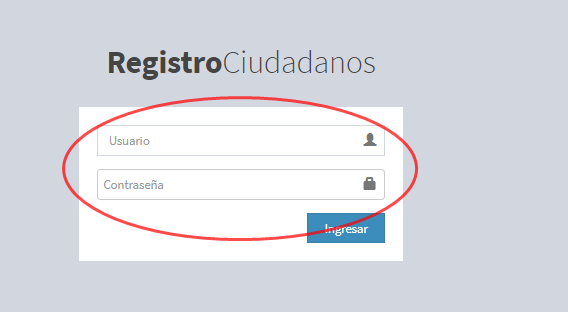 RegistroCiudadanos
Usuario
Contraseña
Ingresar